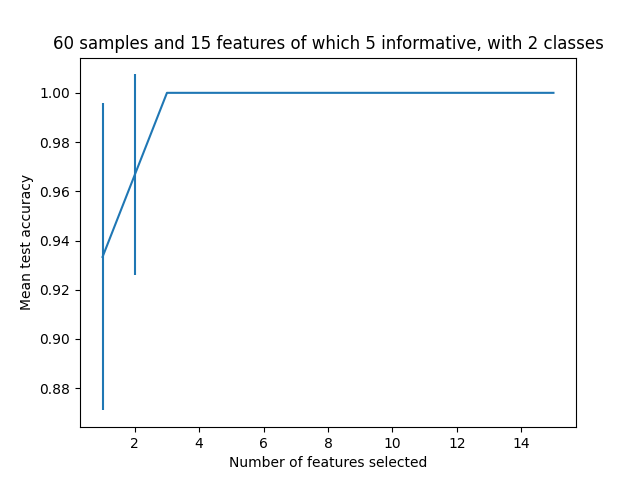 60 samples and 15 features of which 5 informative, with 2 classes
Mean test accuracy
1.00
0.98
0.96
0.94
0.92
0.90
0.88
2 4 6 8 10 12 14
Number of features selected